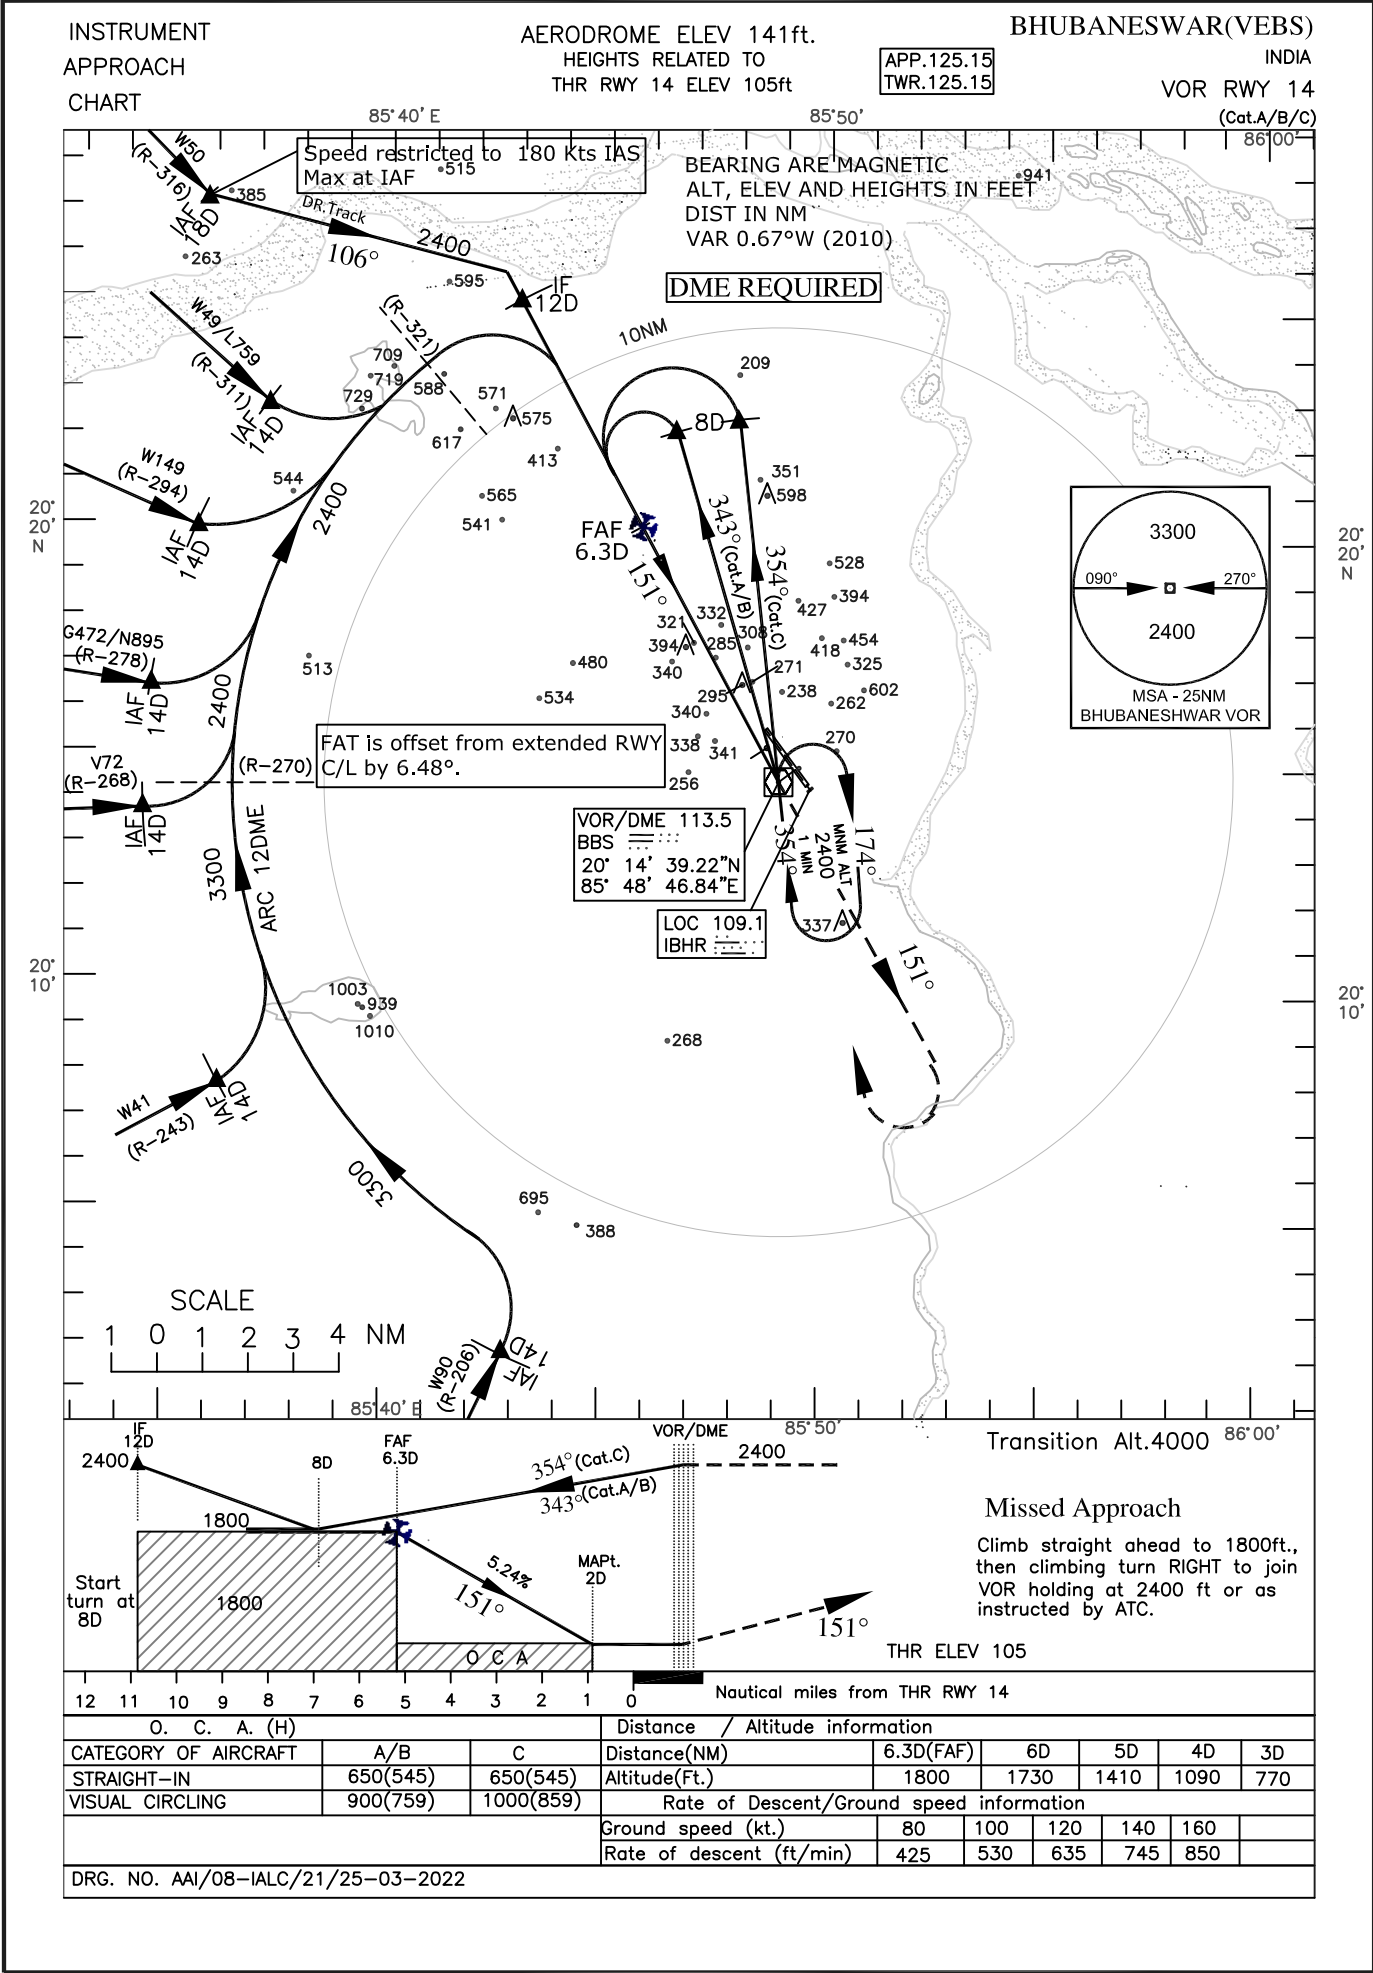 INSTRUMENT
APPROACH
CHART
AERODROME ELEV 141ft.
HEIGHTS RELATED TO
THR RWY 14 ELEV 105ft
APP.125.15
TWR.125.15
BHUBANESWAR(VEBS)
INDIA
VOR RWY 14
(Cat.A/B/C)
85°40' E
85°50'
86°00'
W50
(R-316)
IAF
18D
Speed restricted to 180 Kts IAS
Max at IAF
385
515
263
DR.Track
106°
2400
595
IF
12D
BEARING ARE MAGNETIC
ALT, ELEV AND HEIGHTS IN FEET
DIST IN NM
VAR 0.67°W (2010)
941
DME REQUIRED
10NM
W49/L759
(R-311)
IAF
14D
(R-321)
709
719
729
588
571
575
617
413
209
8D
W149
(R-294)
IAF
14D
544
2400
565
541
351
598
20°
20'
N
20°
20'
N
FAF
6.3D
151°
343°(Cat.A/B)
354°(Cat.C)
528
394
427
3300
090°
270°
2400
MSA - 25NM
BHUBANESHWAR VOR
332
321
394
285
308
340
418
454
325
271
295
238
602
262
G472/N895
(R-278)
IAF
14D
513
480
534
2400
340
338
341
270
256
V72
(R-268)
IAF
14D
(R-270)
FAT is offset from extended RWY
C/L by 6.48°.
VOR/DME 113.5
BBS
20° 14' 39.22"N
85° 48' 46.84"E
LOC 109.1
IBHR
354°
1 MIN
2400
MNM ALT
174°
337
151°
3300
ARC 12DME
20°
10'
20°
10'
1003
939
1010
268
W41
(R-243)
IAF
14D
3300
695
388
SCALE
1 0 1 2 3 4 NM
W90
(R-206)
IAF
14D
85°40' E
85°50'
86°00'
IF
12D
2400
8D
FAF
6.3D
354°(Cat.C)
343°(Cat.A/B)
VOR/DME
2400
Transition Alt.4000
1800
1800
Start
turn at
8D
5.24%
151°
MAPt.
2D
O C A
151°
Missed Approach
Climb straight ahead to 1800ft.,
then climbing turn RIGHT to join
VOR holding at 2400 ft or as
instructed by ATC.
THR ELEV 105
12 11 10 9 8 7 6 5 4 3 2 1 0
Nautical miles from THR RWY 14
O. C. A. (H)
CATEGORY OF AIRCRAFT A/B C
STRAIGHT-IN 650(545) 650(545)
VISUAL CIRCLING 900(759) 1000(859)
Distance / Altitude information
Distance(NM) 6.3D(FAF) 6D 5D 4D 3D
Altitude(Ft.) 1800 1730 1410 1090 770
Rate of Descent/Ground speed information
Ground speed (kt.) 80 100 120 140 160
Rate of descent (ft/min) 425 530 635 745 850
DRG. NO. AAI/08-IALC/21/25-03-2022